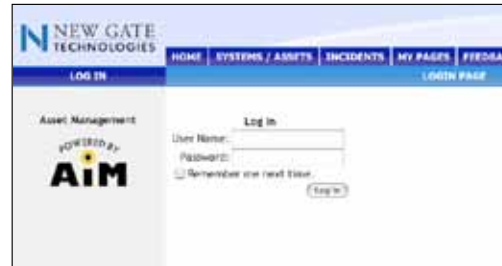 NEW GATE
TECHNOLOGIES
HOME SYSTEMS / ASSETS INCIDENTS MY PAGES FEEDBA
LOG IN
LOGIN PAGE
Asset Management
POWERED BY
AiM
Log In
User Name:
Password:
Remember me next time.
Log In